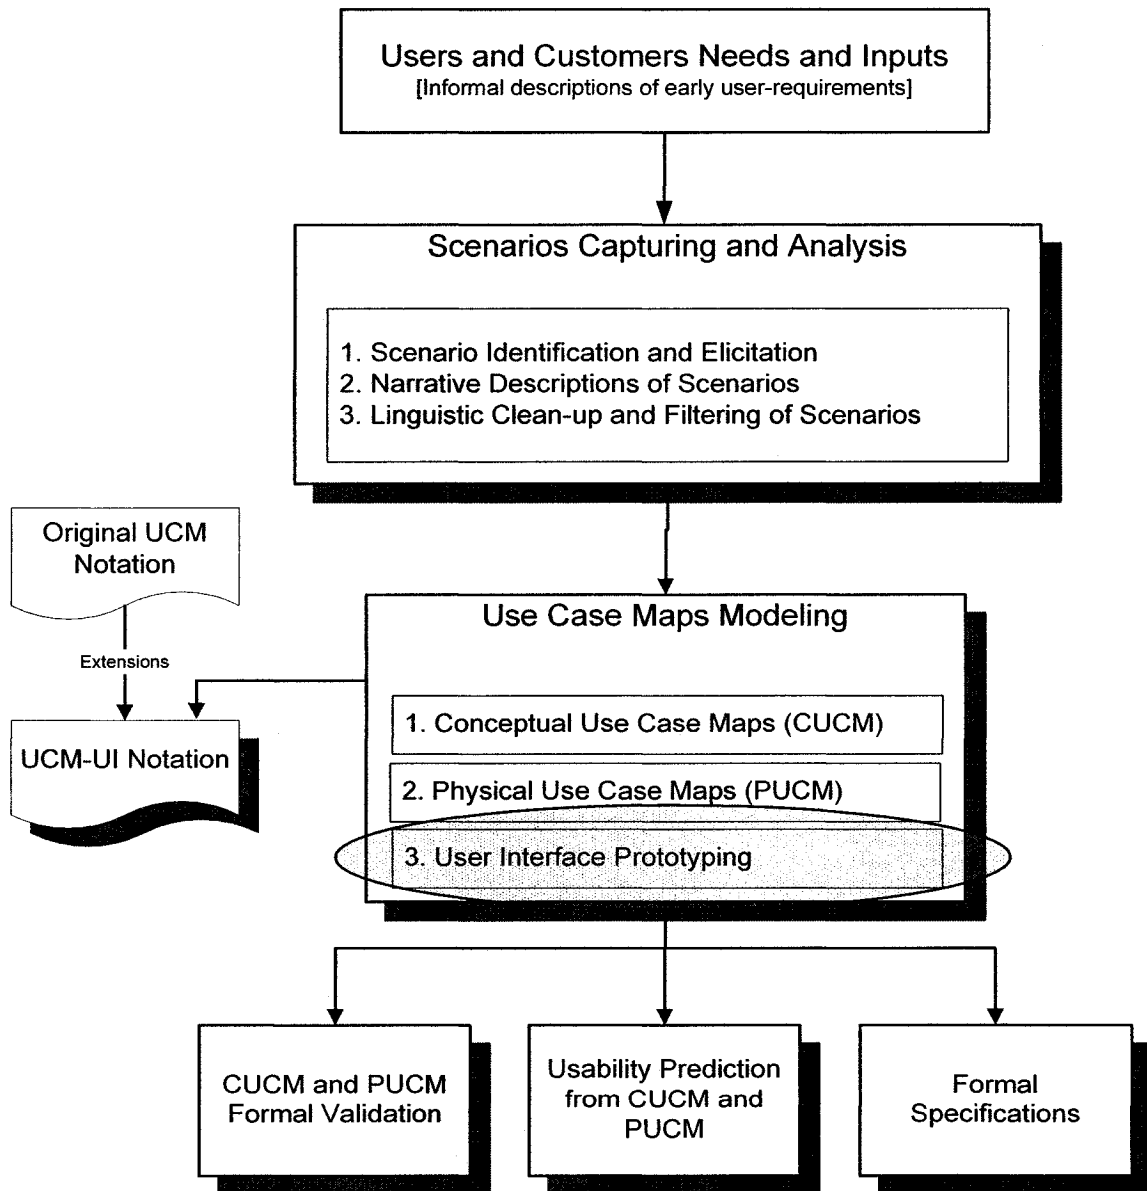 Users and Customers Needs and Inputs
[Informal descriptions of early user-requirements]
Scenarios Capturing and Analysis
1. Scenario Identification and Elicitation
2. Narrative Descriptions of Scenarios
3. Linguistic Clean-up and Filtering of Scenarios
Original UCM
Notation
Extensions
UCM-UI Notation
Use Case Maps Modeling
1. Conceptual Use Case Maps (CUCM)
2. Physical Use Case Maps (PUCM)
3. User Interface Prototyping
CUCM and PUCM
Formal Validation
Usability Prediction
from CUCM and
PUCM
Formal
Specifications